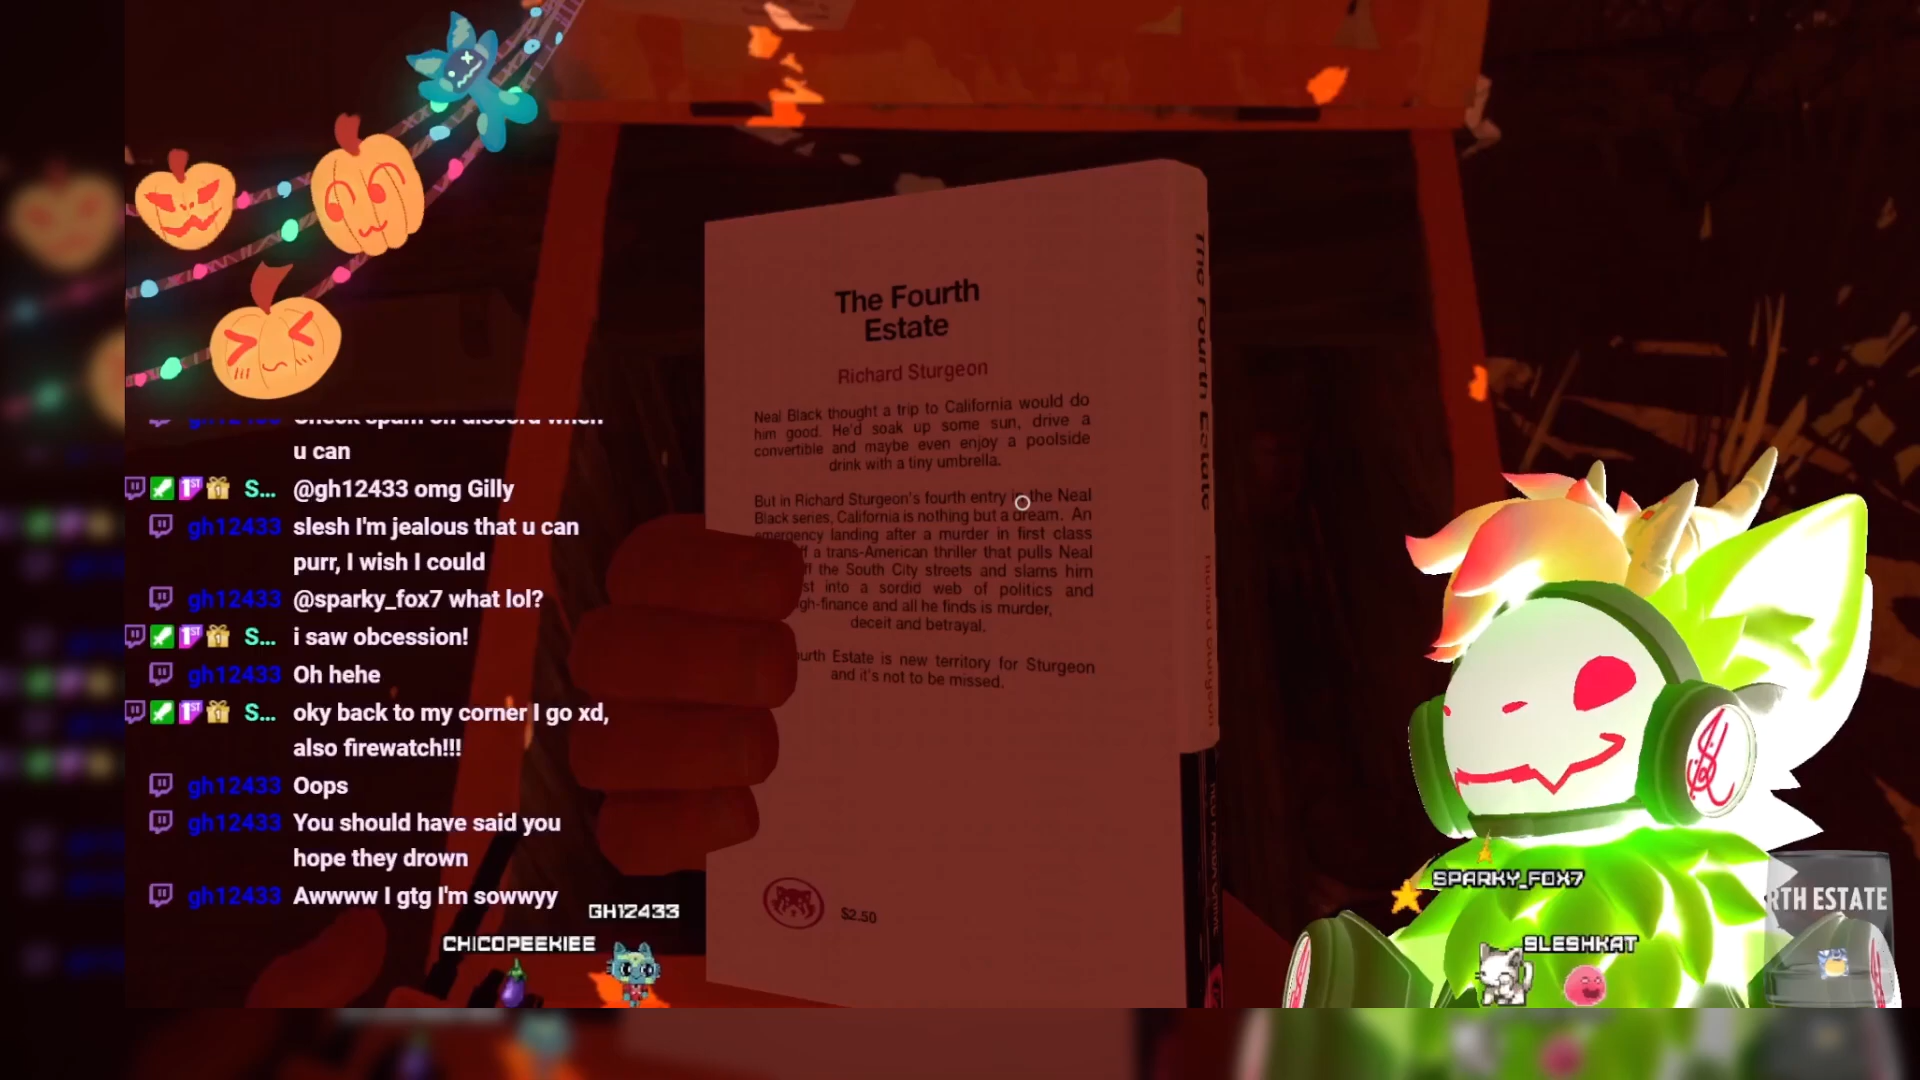 u can
S... @gh12433 omg Gilly
gh12433 slesh I'm jealous that u can
purr, I wish I could
gh12433 @sparky_fox7 what lol?
S... i saw obcession!
gh12433 Oh hehe
S... oky back to my corner I go xd,
also firewatch!!!
gh12433 Oops
gh12433 You should have said you
hope they drown
gh12433 Awwww I gtg I'm sowwyy
GH12433
CHICOPEEKIEE
The Fourth
Estate
Richard Sturgeon
Neal Black thought a trip to California would do
him good. He'd soak up some sun, drive a
convertible and maybe even enjoy a poolside
drink with a tiny umbrella.
But in Richard Sturgeon's fourth entry in the Neal
Black series, California is nothing but a dream. An
emergency landing after a murder in first class
a trans-American thriller that pulls Neal
the South City streets and slams him
into a sordid web of politics and
gh-finance and all he finds is murder,
deceit and betrayal.
Estate is new territory for Sturgeon
and it's not to be missed.
$2.50
The Fourth Estate
SPARKY_FOX7
RTH ESTATE
SLESHKAT